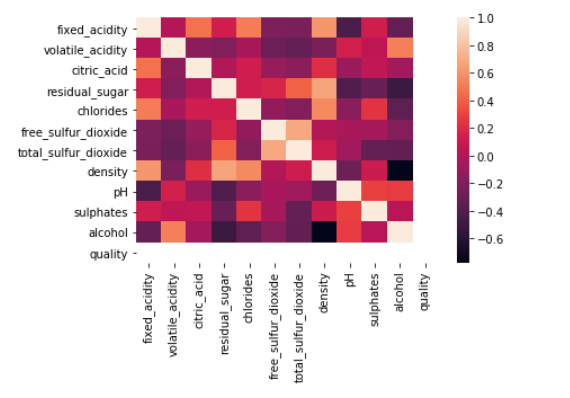 fixed_acidity
volatile_acidity
citric_acid
residual_sugar
chlorides
free_sulfur_dioxide
total_sulfur_dioxide
density
pH
sulphates
alcohol
quality
fixed_acidity
volatile_acidity
citric_acid
residual_sugar
chlorides
free_sulfur_dioxide
total_sulfur_dioxide
density
pH
sulphates
alcohol
quality
1.0
0.8
0.6
0.4
0.2
0.0
−0.2
−0.4
−0.6